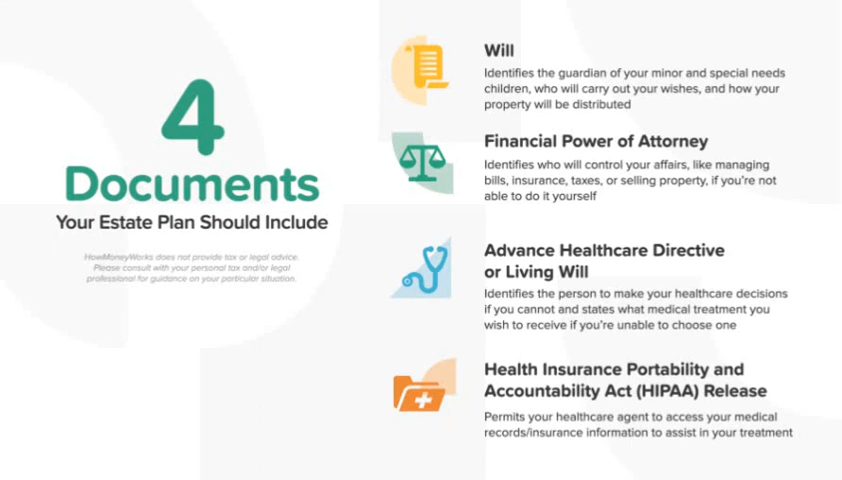 4
Documents
Your Estate Plan Should Include
HowMoneyWorks does not provide tax or legal advice.
Please consult with your personal tax and/or legal
professional for guidance on your particular situation.
Will
Identifies the guardian of your minor and special needs
children, who will carry out your wishes, and how your
property will be distributed
Financial Power of Attorney
Identifies who will control your affairs, like managing
bills, insurance, taxes, or selling property, if you're not
able to do it yourself
Advance Healthcare Directive
or Living Will
Identifies the person to make your healthcare decisions
if you cannot and states what medical treatment you
wish to receive if you're unable to choose one
Health Insurance Portability and
Accountability Act (HIPAA) Release
Permits your healthcare agent to access your medical
records/insurance information to assist in your treatment